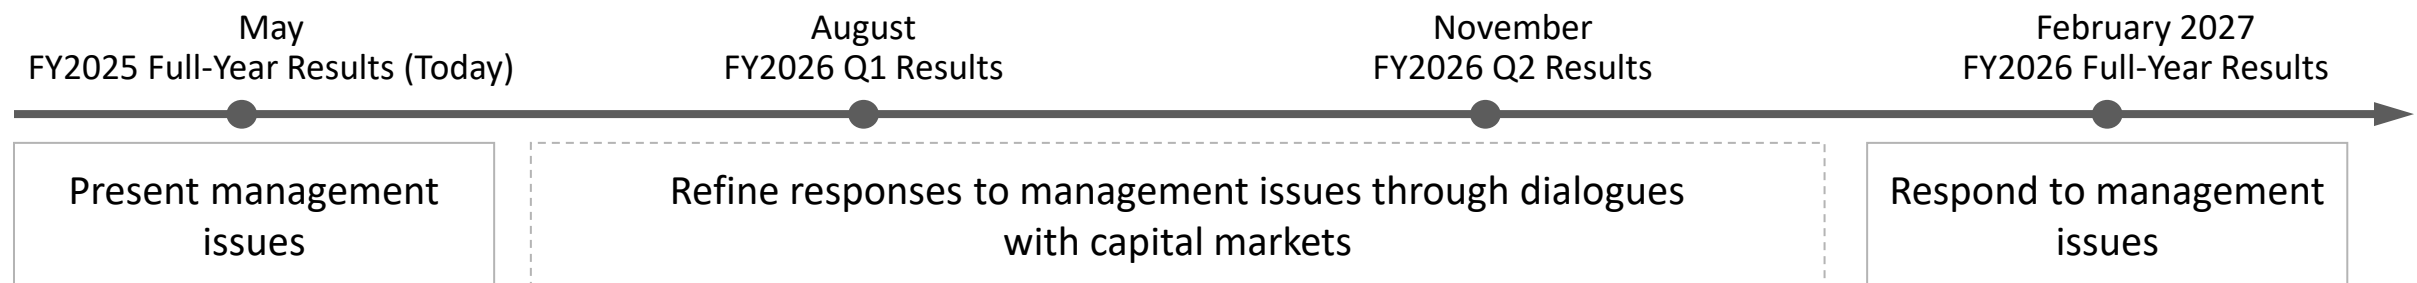 May
FY2025 Full-Year Results (Today)
August
FY2026 Q1 Results
November
FY2026 Q2 Results
February 2027
FY2026 Full-Year Results
Present management
issues
Refine responses to management issues through dialogues
with capital markets
Respond to management
issues